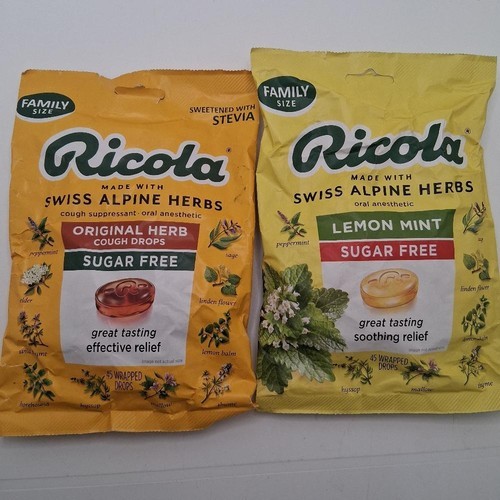 FAMILY
SIZE
SWEETENED WITH
STEVIA
Ricola
MADE WITH
SWISS ALPINE HERBS
cough suppressant · oral anesthetic
ORIGINAL HERB
COUGH DROPS
SUGAR FREE
peppermint
sage
elder
linden flower
lemon balm
great tasting
effective relief
45 WRAPPED
DROPS
FAMILY
SIZE
Ricola
MADE WITH
SWISS ALPINE HERBS
oral anesthetic
LEMON MINT
SUGAR FREE
peppermint
linden flower
great tasting
soothing relief
45 WRAPPED
DROPS
hyssop
mallow
thyme